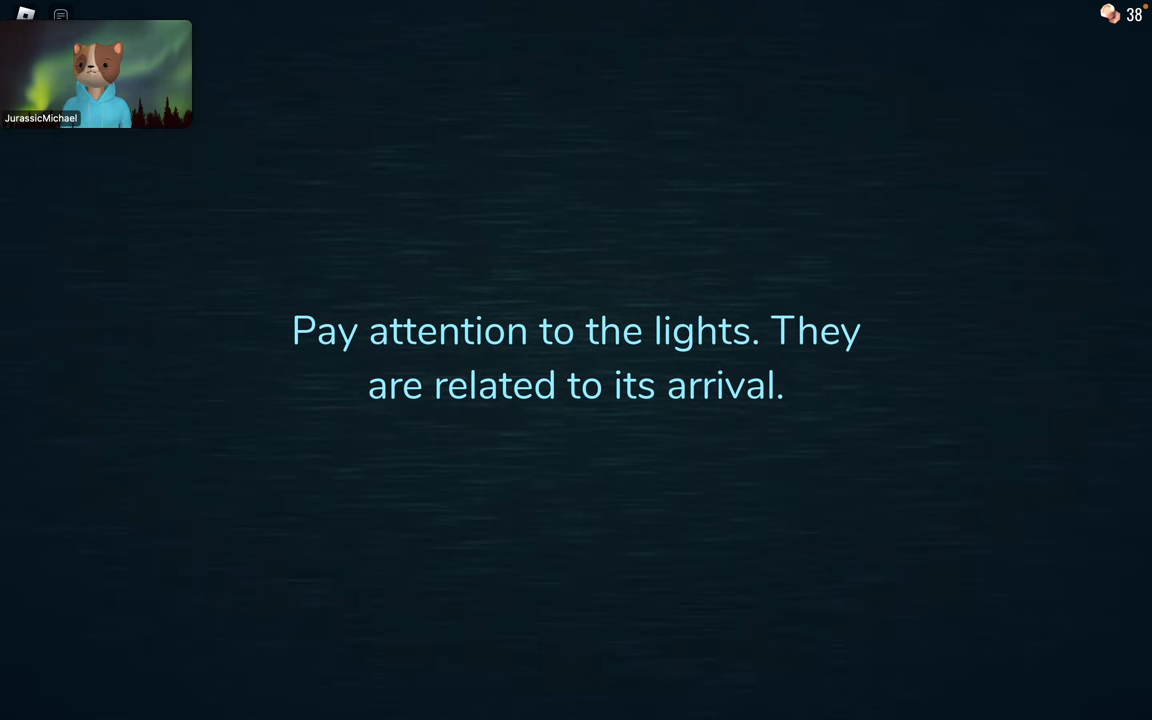 38
JurassicMichael
Pay attention to the lights. They
are related to its arrival.